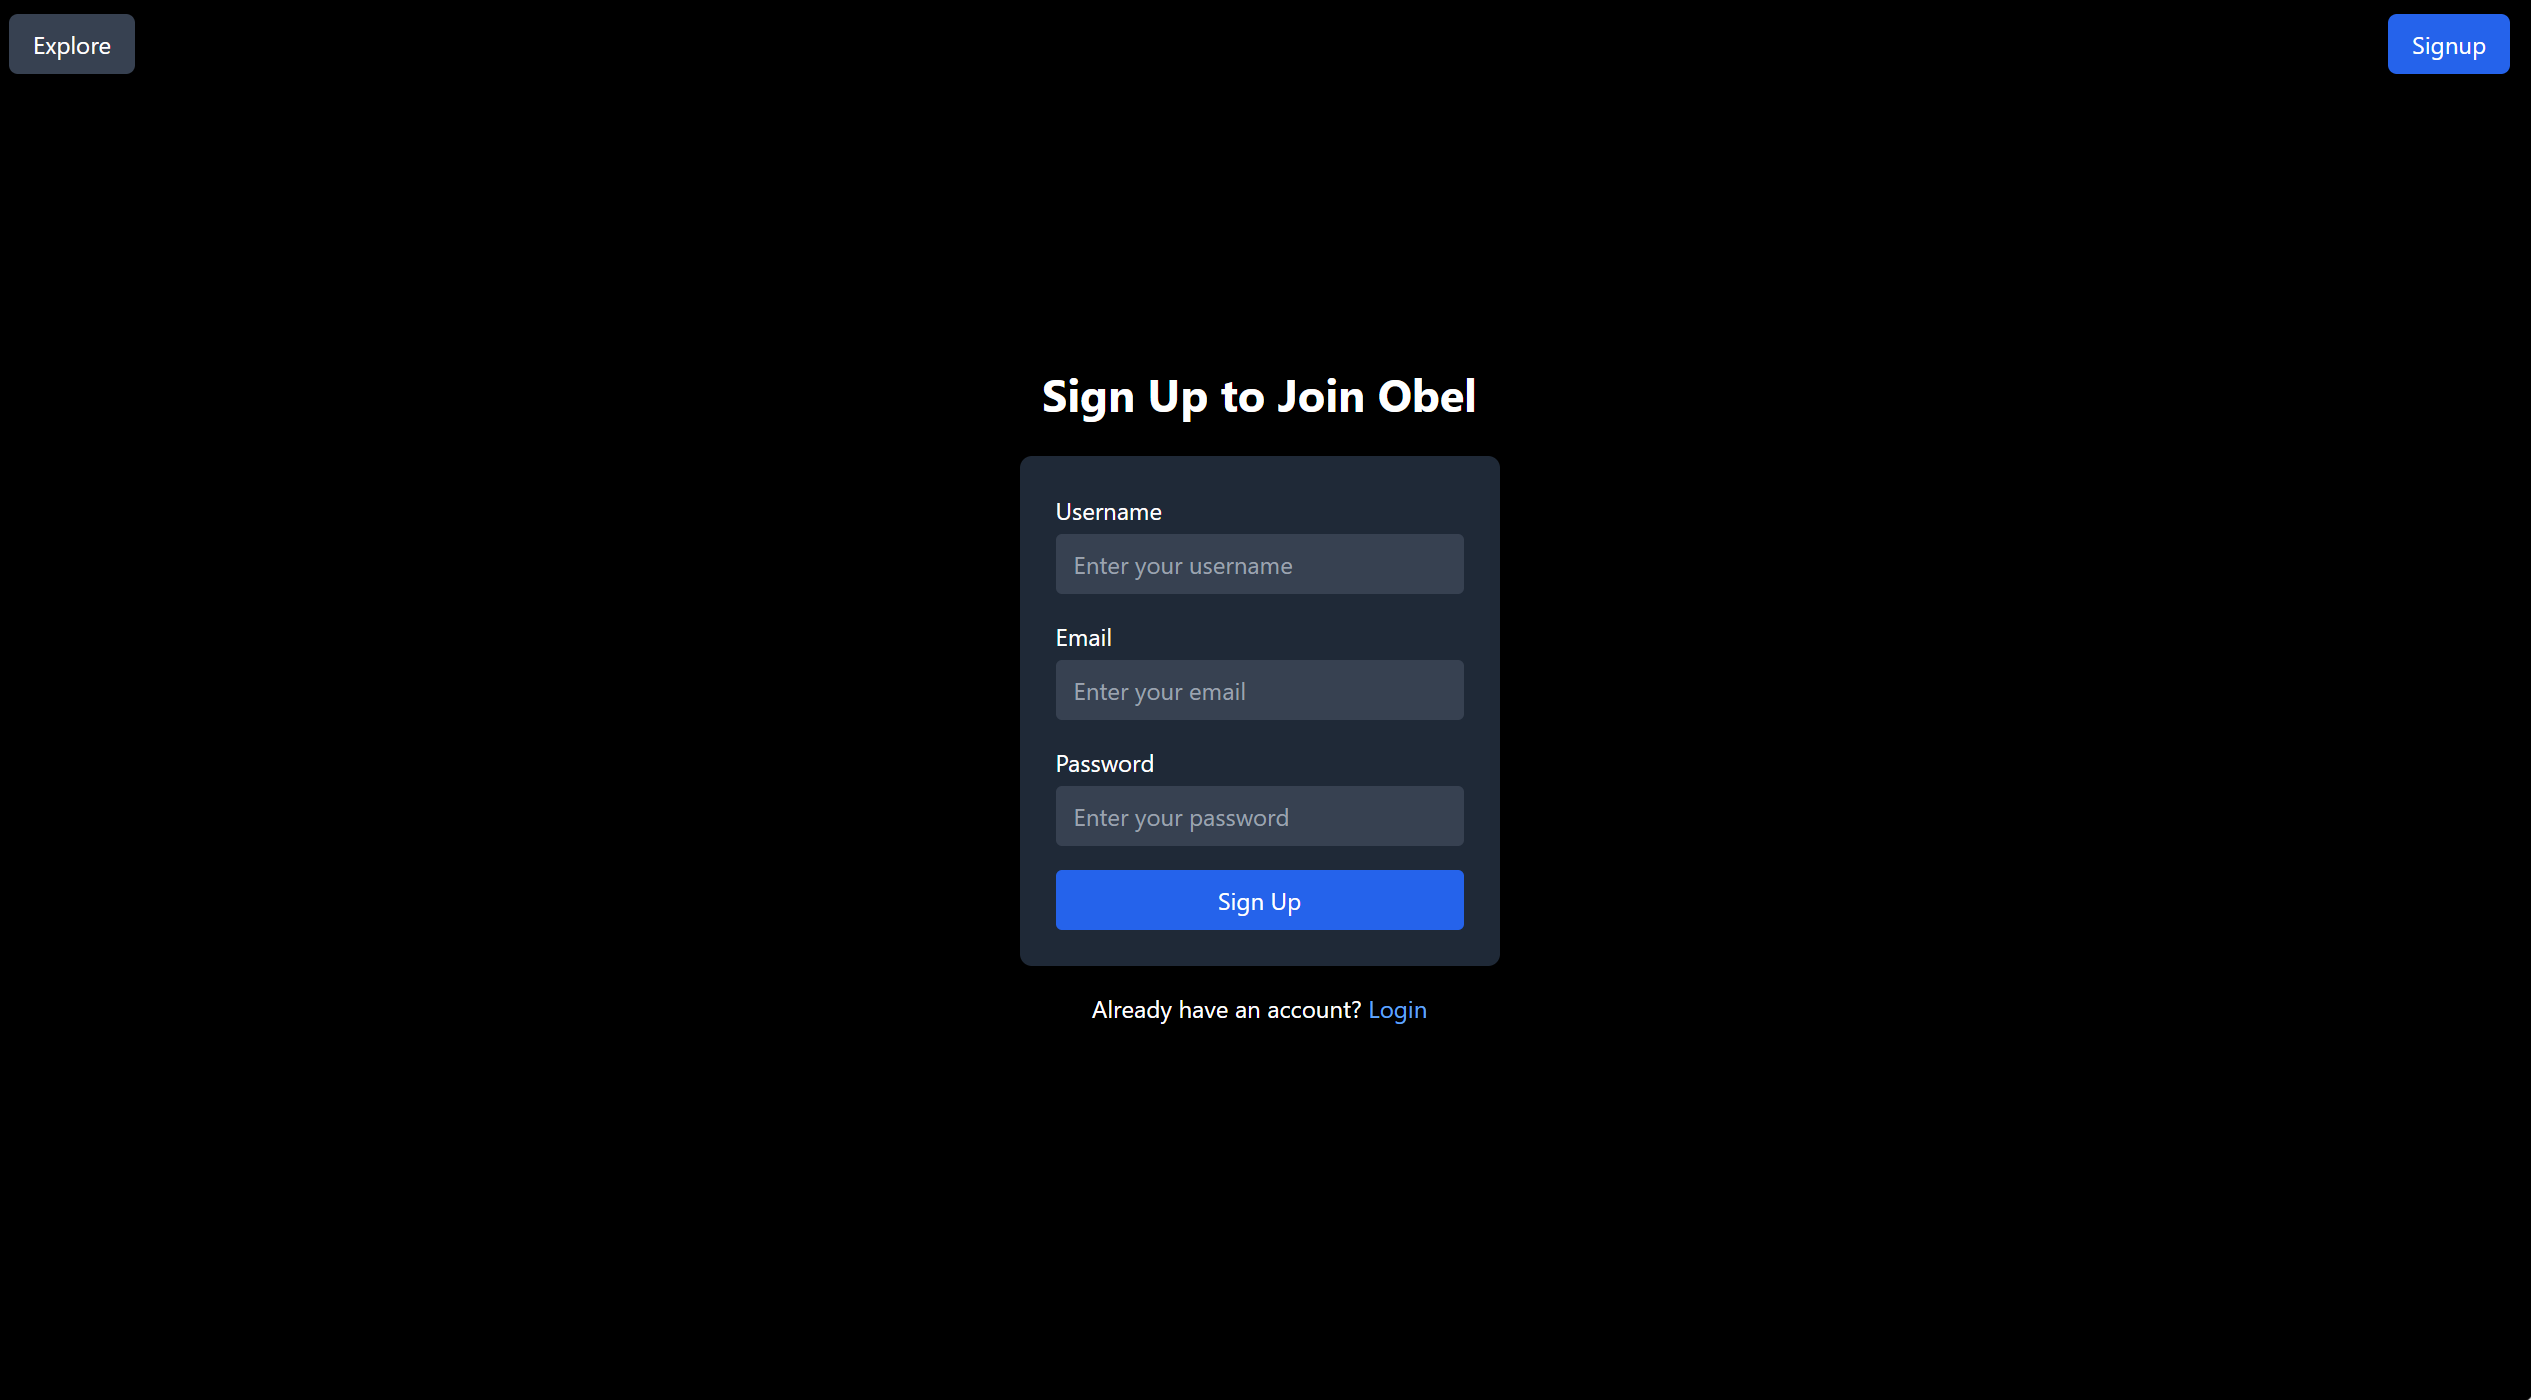 Explore
Signup
Sign Up to Join Obel
Username
Enter your username
Email
Enter your email
Password
Enter your password
Sign Up
Already have an account? Login